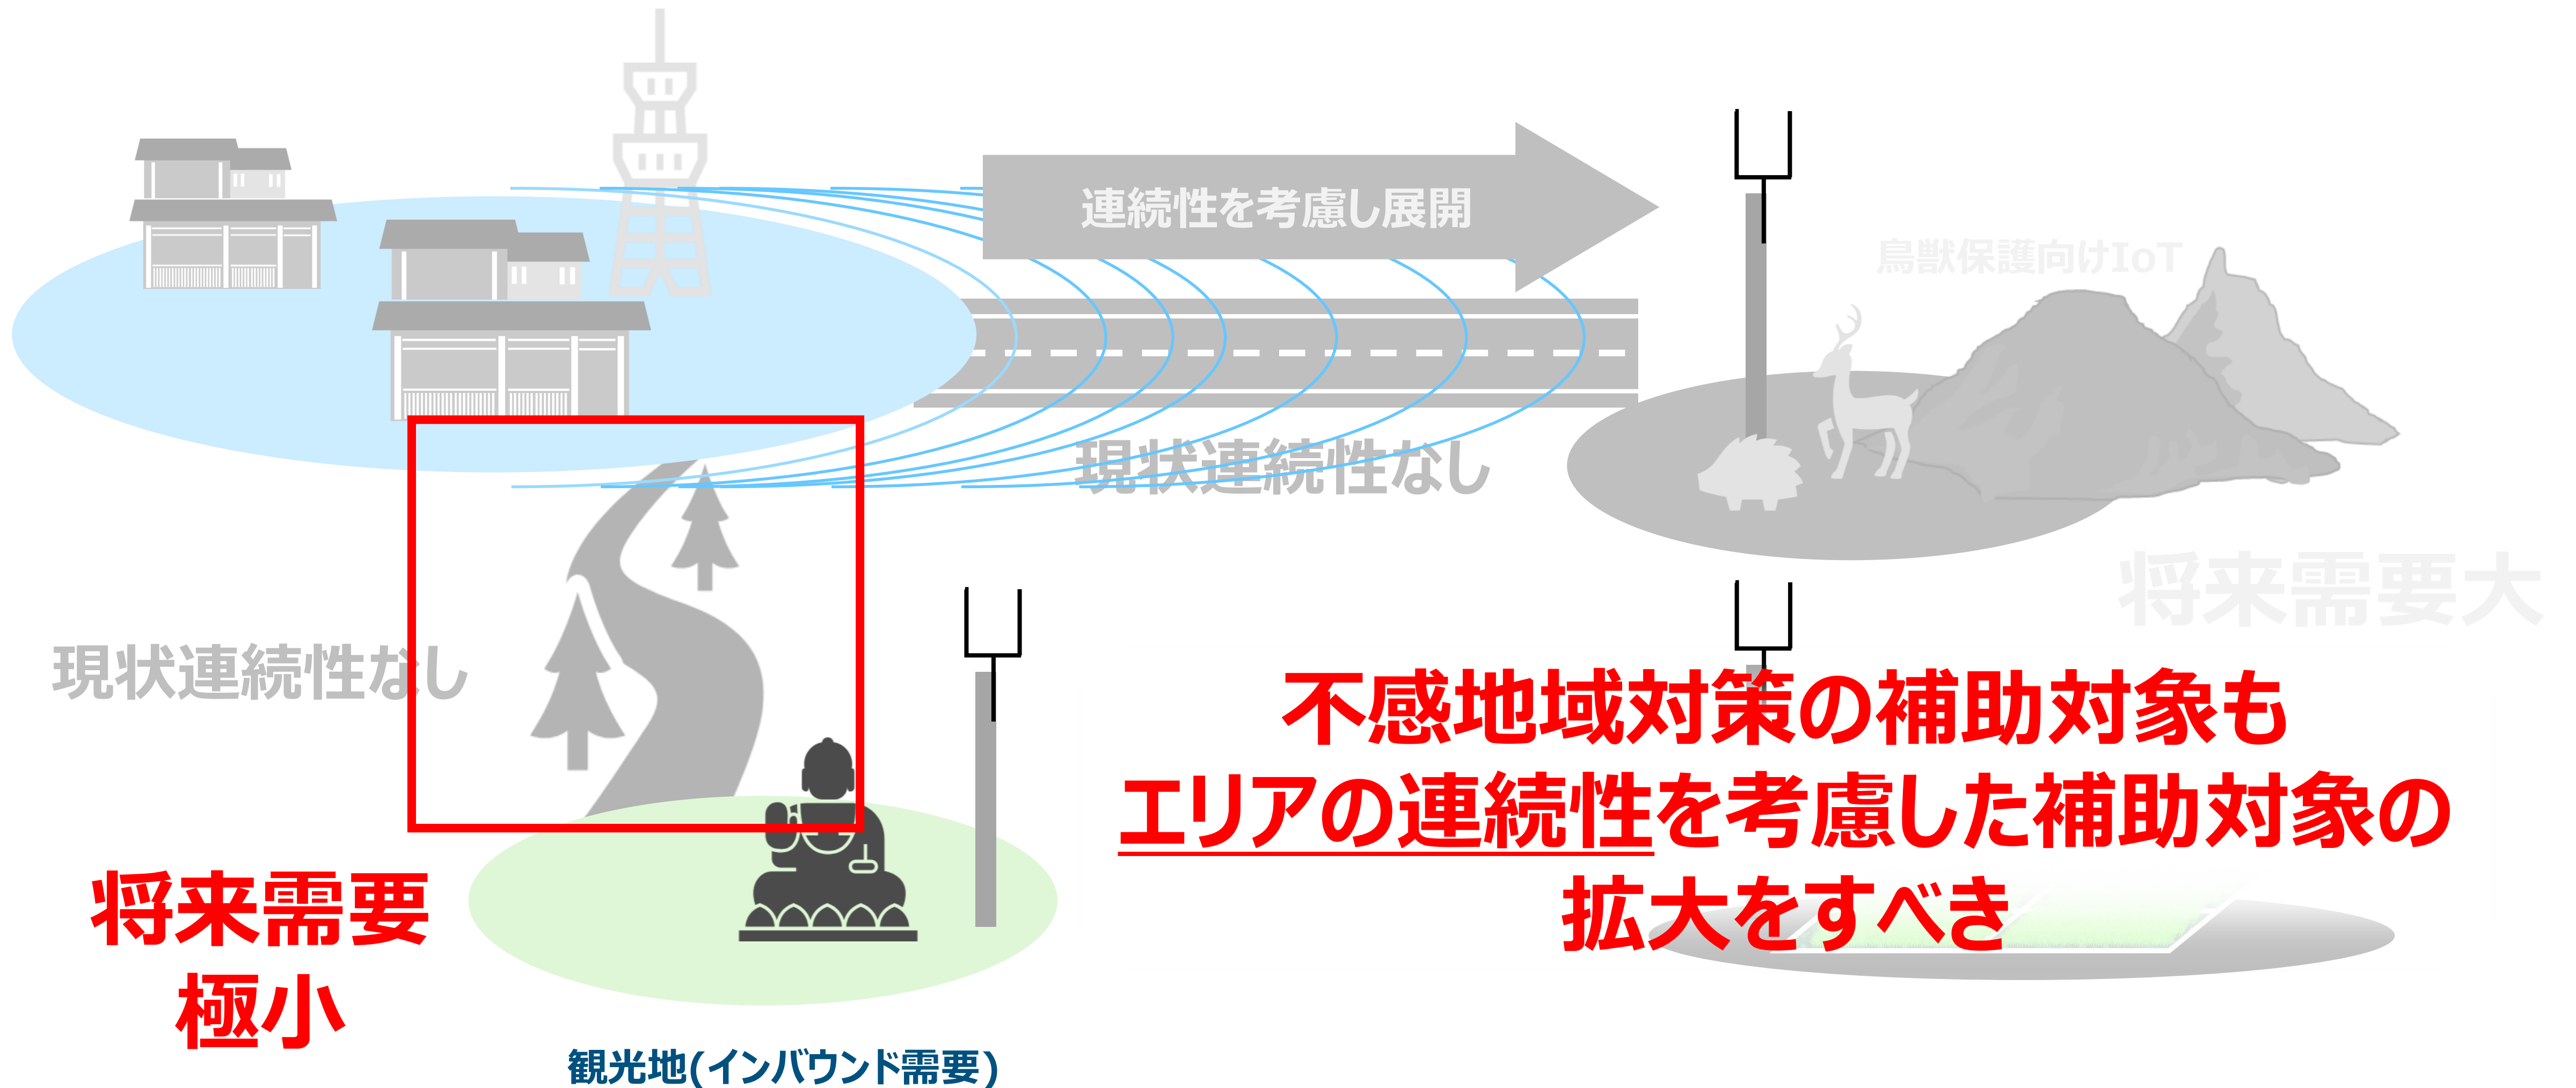 連続性を考慮し展開
鳥獣保護向けIoT
現状連続性なし
将来需要大
現状連続性なし
不感地域対策の補助対象も
エリアの連続性を考慮した補助対象の
拡大をすべき
将来需要
極小
観光地(インバウンド需要)